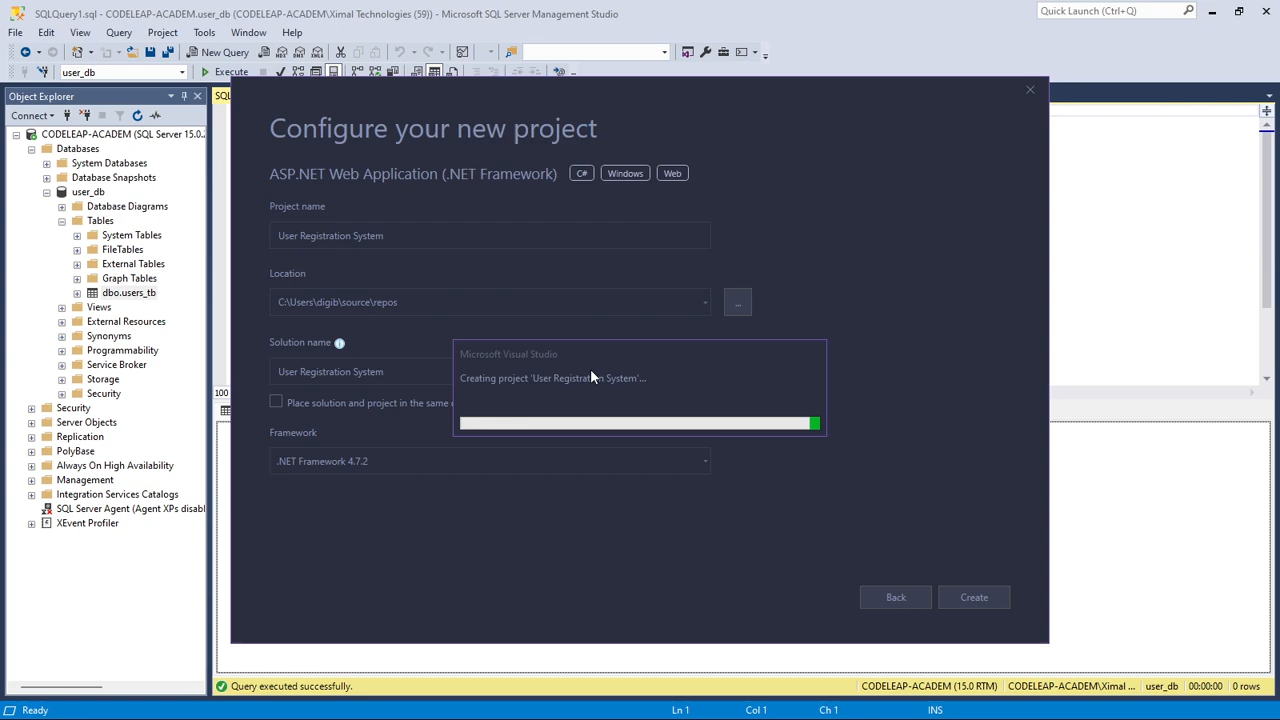 SQLQuery1.sql - CODELEAP-ACADEM.user_db (CODELEAP-ACADEM\Ximal Technologies (59)) - Microsoft SQL Server Management Studio
Quick Launch (Ctrl+Q)
File Edit View Query Project Tools Window Help
New Query
user_db
Execute
Object Explorer
SQL
Connect
CODELEAP-ACADEM (SQL Server 15.0.
Databases
System Databases
Database Snapshots
user_db
Database Diagrams
Tables
System Tables
FileTables
External Tables
Graph Tables
dbo.users_tb
Views
External Resources
Synonyms
Programmability
Service Broker
Storage
Security
Security
Server Objects
Replication
PolyBase
Always On High Availability
Management
Integration Services Catalogs
SQL Server Agent (Agent XPs disabl
XEvent Profiler
100
Configure your new project
ASP.NET Web Application (.NET Framework) C# Windows Web
Project name
User Registration System
Location
C:\Users\digib\source\repos
...
Solution name
User Registration System
Place solution and project in the same
Framework
.NET Framework 4.7.2
Microsoft Visual Studio
Creating project 'User Registration System'...
Back Create
Query executed successfully.
CODELEAP-ACADEM (15.0 RTM) CODELEAP-ACADEM\Ximal ... user_db 00:00:00 0 rows
Ready Ln 1 Col 1 Ch 1 INS